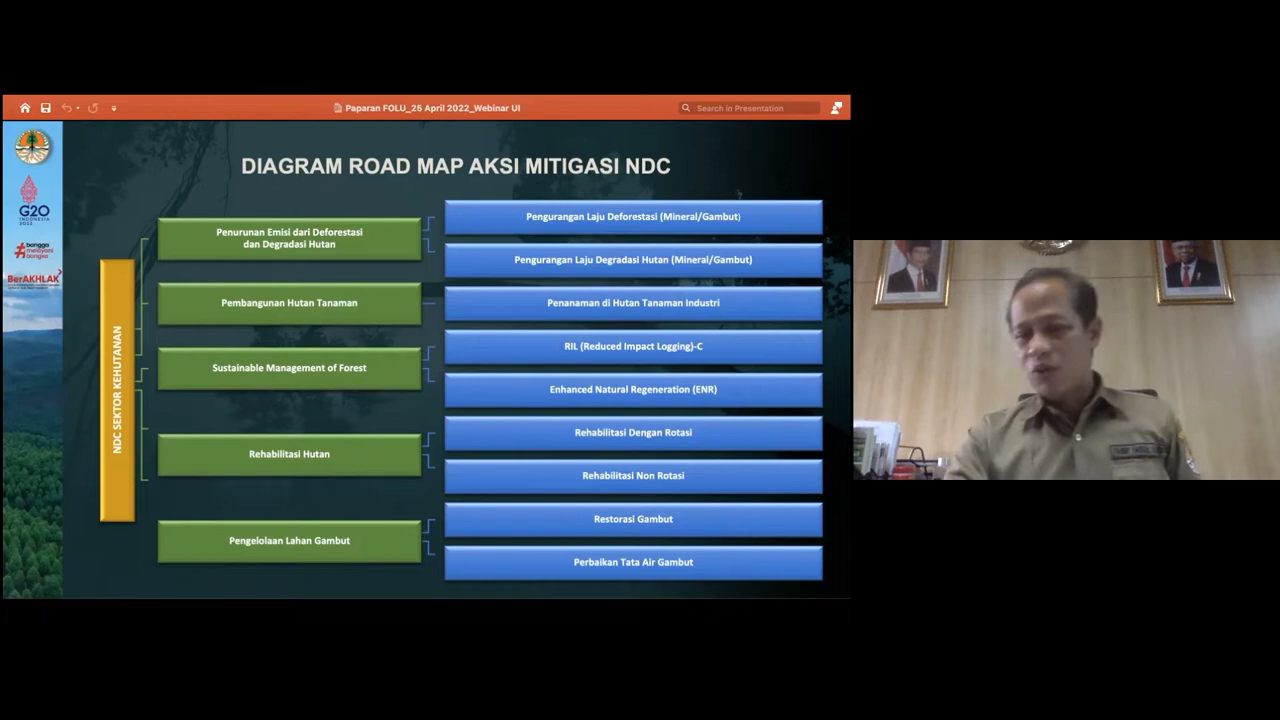 Paparan FOLU_25 April 2022_Webinar UI
Search in Presentation
G20
INDONESIA
2022
#bangga
melayani
bangsa
BerAKHLAK
DIAGRAM ROAD MAP AKSI MITIGASI NDC
NDC SEKTOR KEHUTANAN
Penurunan Emisi dari Deforestasi
dan Degradasi Hutan
Pembangunan Hutan Tanaman
Sustainable Management of Forest
Rehabilitasi Hutan
Pengelolaan Lahan Gambut
Pengurangan Laju Deforestasi (Mineral/Gambut)
Pengurangan Laju Degradasi Hutan (Mineral/Gambut)
Penanaman di Hutan Tanaman Industri
RIL (Reduced Impact Logging)-C
Enhanced Natural Regeneration (ENR)
Rehabilitasi Dengan Rotasi
Rehabilitasi Non Rotasi
Restorasi Gambut
Perbaikan Tata Air Gambut